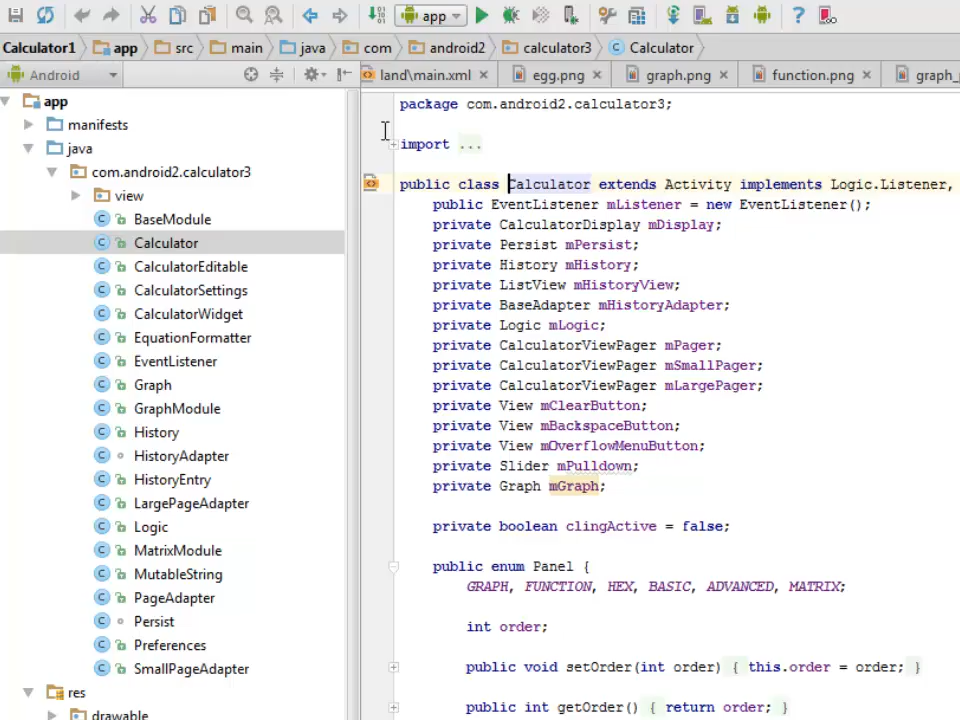 app
Calculator1 app src main java com android2 calculator3 Calculator
Android
land\main.xml egg.png graph.png function.png graph_
app
manifests
java
com.android2.calculator3
view
BaseModule
Calculator
CalculatorEditable
CalculatorSettings
CalculatorWidget
EquationFormatter
EventListener
Graph
GraphModule
History
HistoryAdapter
HistoryEntry
LargePageAdapter
Logic
MatrixModule
MutableString
PageAdapter
Persist
Preferences
SmallPageAdapter
res
drawable
package com.android2.calculator3;
import ...
public class Calculator extends Activity implements Logic.Listener,
public EventListener mListener = new EventListener();
private CalculatorDisplay mDisplay;
private Persist mPersist;
private History mHistory;
private ListView mHistoryView;
private BaseAdapter mHistoryAdapter;
private Logic mLogic;
private CalculatorViewPager mPager;
private CalculatorViewPager mSmallPager;
private CalculatorViewPager mLargePager;
private View mClearButton;
private View mBackspaceButton;
private View mOverflowMenuButton;
private Slider mPulldown;
private Graph mGraph;
private boolean clingActive = false;
public enum Panel {
GRAPH, FUNCTION, HEX, BASIC, ADVANCED, MATRIX;
int order;
public void setOrder(int order) { this.order = order; }
public int getOrder() { return order; }